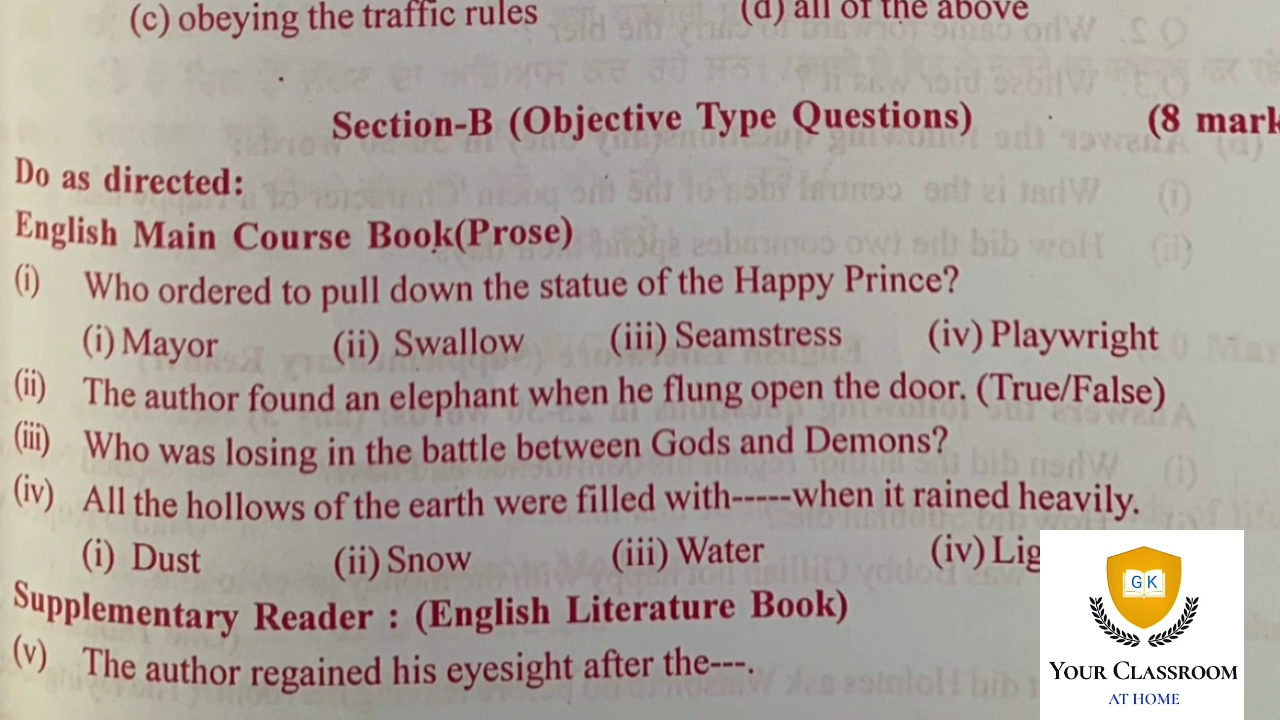 (c) obeying the traffic rules (d) all of the above
Section-B (Objective Type Questions) (8 mark
Do as directed:
English Main Course Book(Prose)
(i) Who ordered to pull down the statue of the Happy Prince?
(i) Mayor (ii) Swallow (iii) Seamstress (iv) Playwright
(ii) The author found an elephant when he flung open the door. (True/False)
(iii) Who was losing in the battle between Gods and Demons?
(iv) All the hollows of the earth were filled with-----when it rained heavily.
(i) Dust (ii) Snow (iii) Water (iv) Lig
Supplementary Reader : (English Literature Book)
(v) The author regained his eyesight after the---.
G K
YOUR CLASSROOM
AT HOME